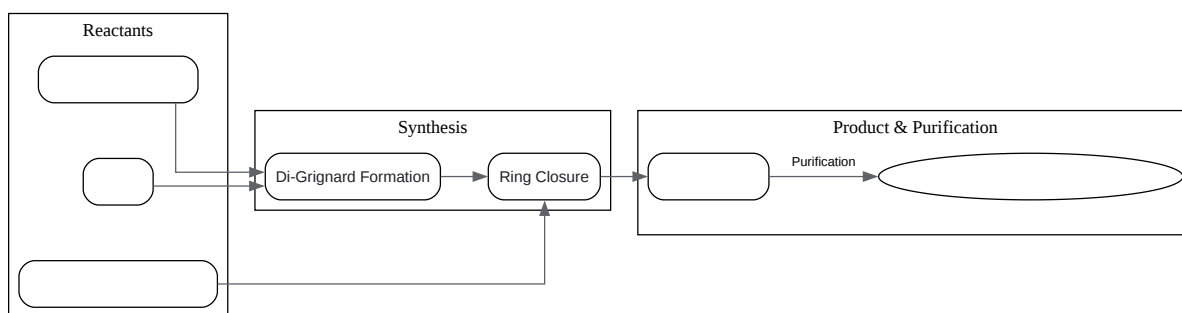 Reactants
Synthesis
Di-Grignard Formation
Ring Closure
Product & Purification
Purification